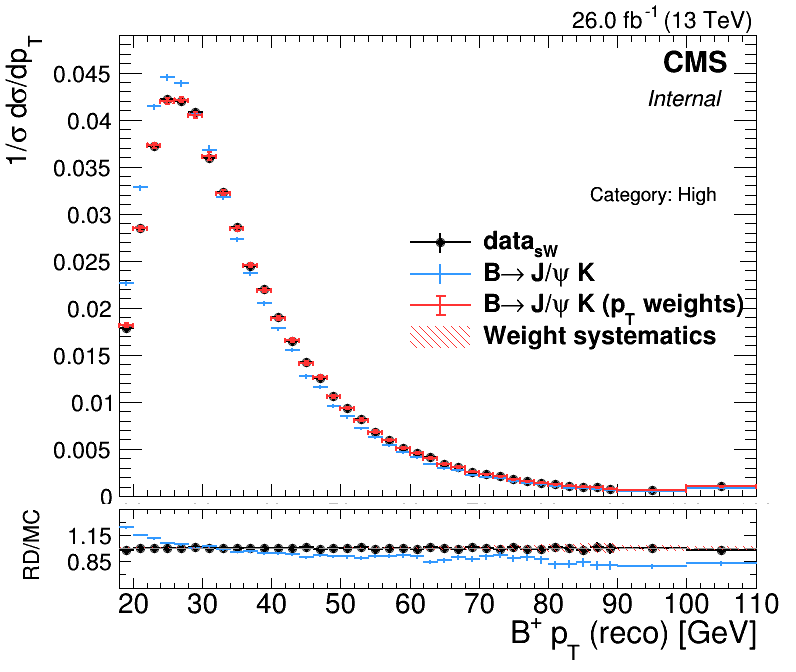 26.0 fb⁻¹ (13 TeV)
1/σ dσ/dp_T
CMS
Internal
Category: High
data_sW
B→ J/ψ K
B→ J/ψ K (p_T weights)
Weight systematics
0.045
0.04
0.035
0.03
0.025
0.02
0.015
0.01
0.005
0
RD/MC
1.15
0.85
20 30 40 50 60 70 80 90 100 110
B⁺ p_T (reco) [GeV]